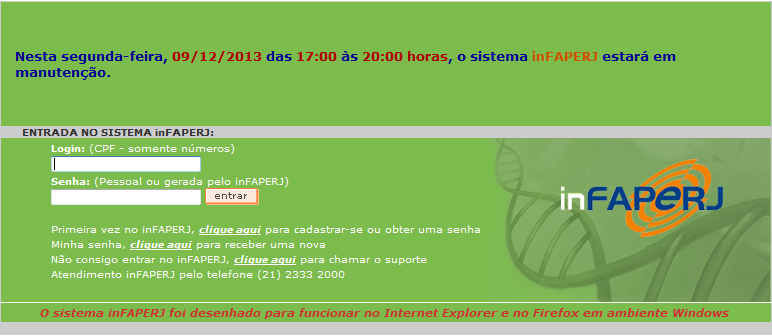 Nesta segunda-feira, 09/12/2013 das 17:00 às 20:00 horas, o sistema inFAPERJ estará em
manutenção.
ENTRADA NO SISTEMA inFAPERJ:
Login: (CPF - somente números)
Senha: (Pessoal ou gerada pelo inFAPERJ)
entrar
inFAPERJ
Primeira vez no inFAPERJ, clique aqui para cadastrar-se ou obter uma senha
Minha senha, clique aqui para receber uma nova
Não consigo entrar no inFAPERJ, clique aqui para chamar o suporte
Atendimento inFAPERJ pelo telefone (21) 2333 2000
O sistema inFAPERJ foi desenhado para funcionar no Internet Explorer e no Firefox em ambiente Windows